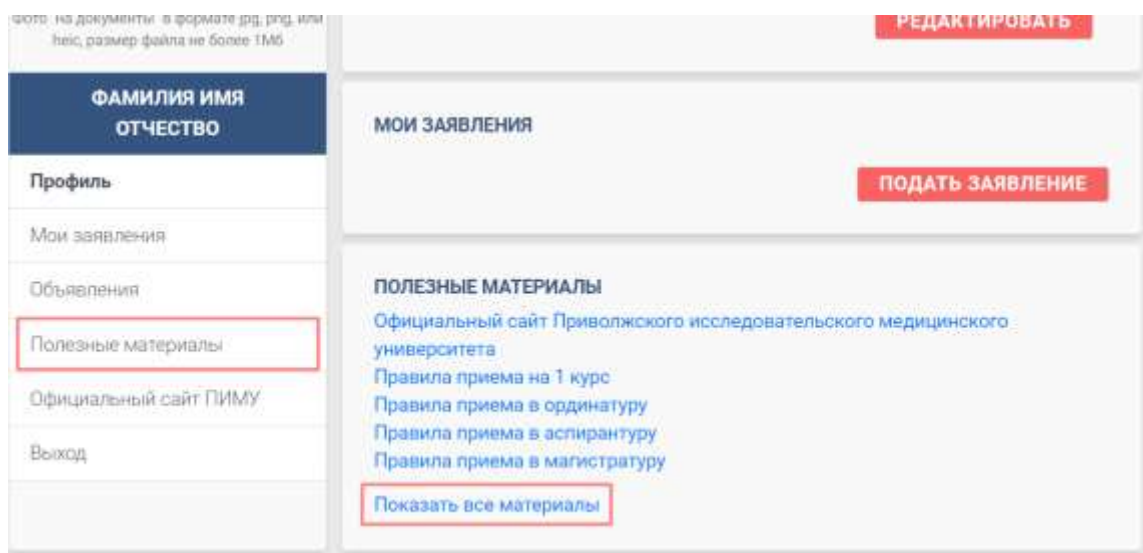 фото "на документы" в формате jpg, png, или
heic, размер файла не более 1Мб
ФАМИЛИЯ ИМЯ
ОТЧЕСТВО
Профиль
Мои заявления
Объявления
Полезные материалы
Официальный сайт ПИМУ
Выход
РЕДАКТИРОВАТЬ
МОИ ЗАЯВЛЕНИЯ
ПОДАТЬ ЗАЯВЛЕНИЕ
ПОЛЕЗНЫЕ МАТЕРИАЛЫ
Официальный сайт Приволжского исследовательского медицинского
университета
Правила приема на 1 курс
Правила приема в ординатуру
Правила приема в аспирантуру
Правила приема в магистратуру
Показать все материалы